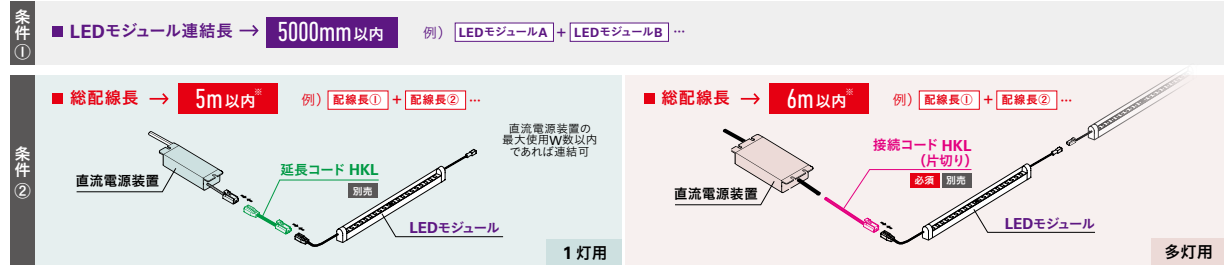 条件①
■ LEDモジュール連結長 → 5000mm以内 例）LEDモジュールA + LEDモジュールB …
条件②
■ 総配線長 → 5m以内※ 例）配線長① + 配線長② …
直流電源装置の
最大使用W数以内
であれば連結可
延長コード HKL
別売
直流電源装置
LEDモジュール
1灯用
■ 総配線長 → 6m以内※ 例）配線長① + 配線長② …
接続コード HKL
（片切り）
必須 別売
直流電源装置
LEDモジュール
多灯用